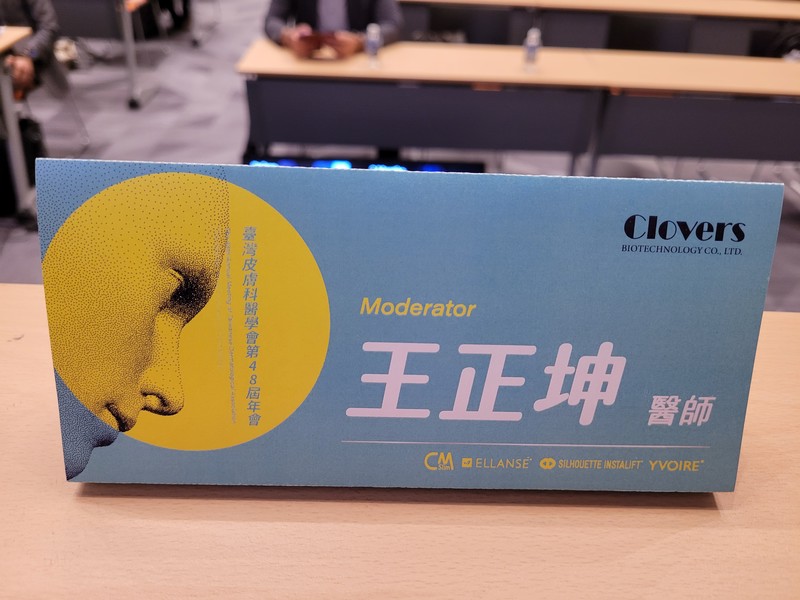 臺灣皮膚科醫學會第48屆年會
Clovers
BIOTECHNOLOGY CO., LTD.
Moderator
王正坤 醫師
CM
ELLANSÉ SILHOUETTE INSTALIFT YVOIRE